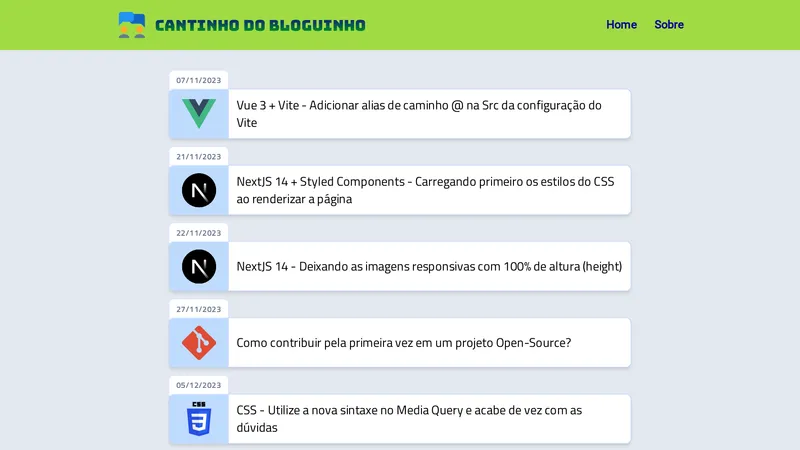 CANTINHO DO BLOGUINHO
Home Sobre
07/11/2023
Vue 3 + Vite - Adicionar alias de caminho @ na Src da configuração do
Vite
21/11/2023
NextJS 14 + Styled Components - Carregando primeiro os estilos do CSS
ao renderizar a página
22/11/2023
NextJS 14 - Deixando as imagens responsivas com 100% de altura (height)
27/11/2023
Como contribuir pela primeira vez em um projeto Open-Source?
05/12/2023
CSS
CSS - Utilize a nova sintaxe no Media Query e acabe de vez com as
dúvidas